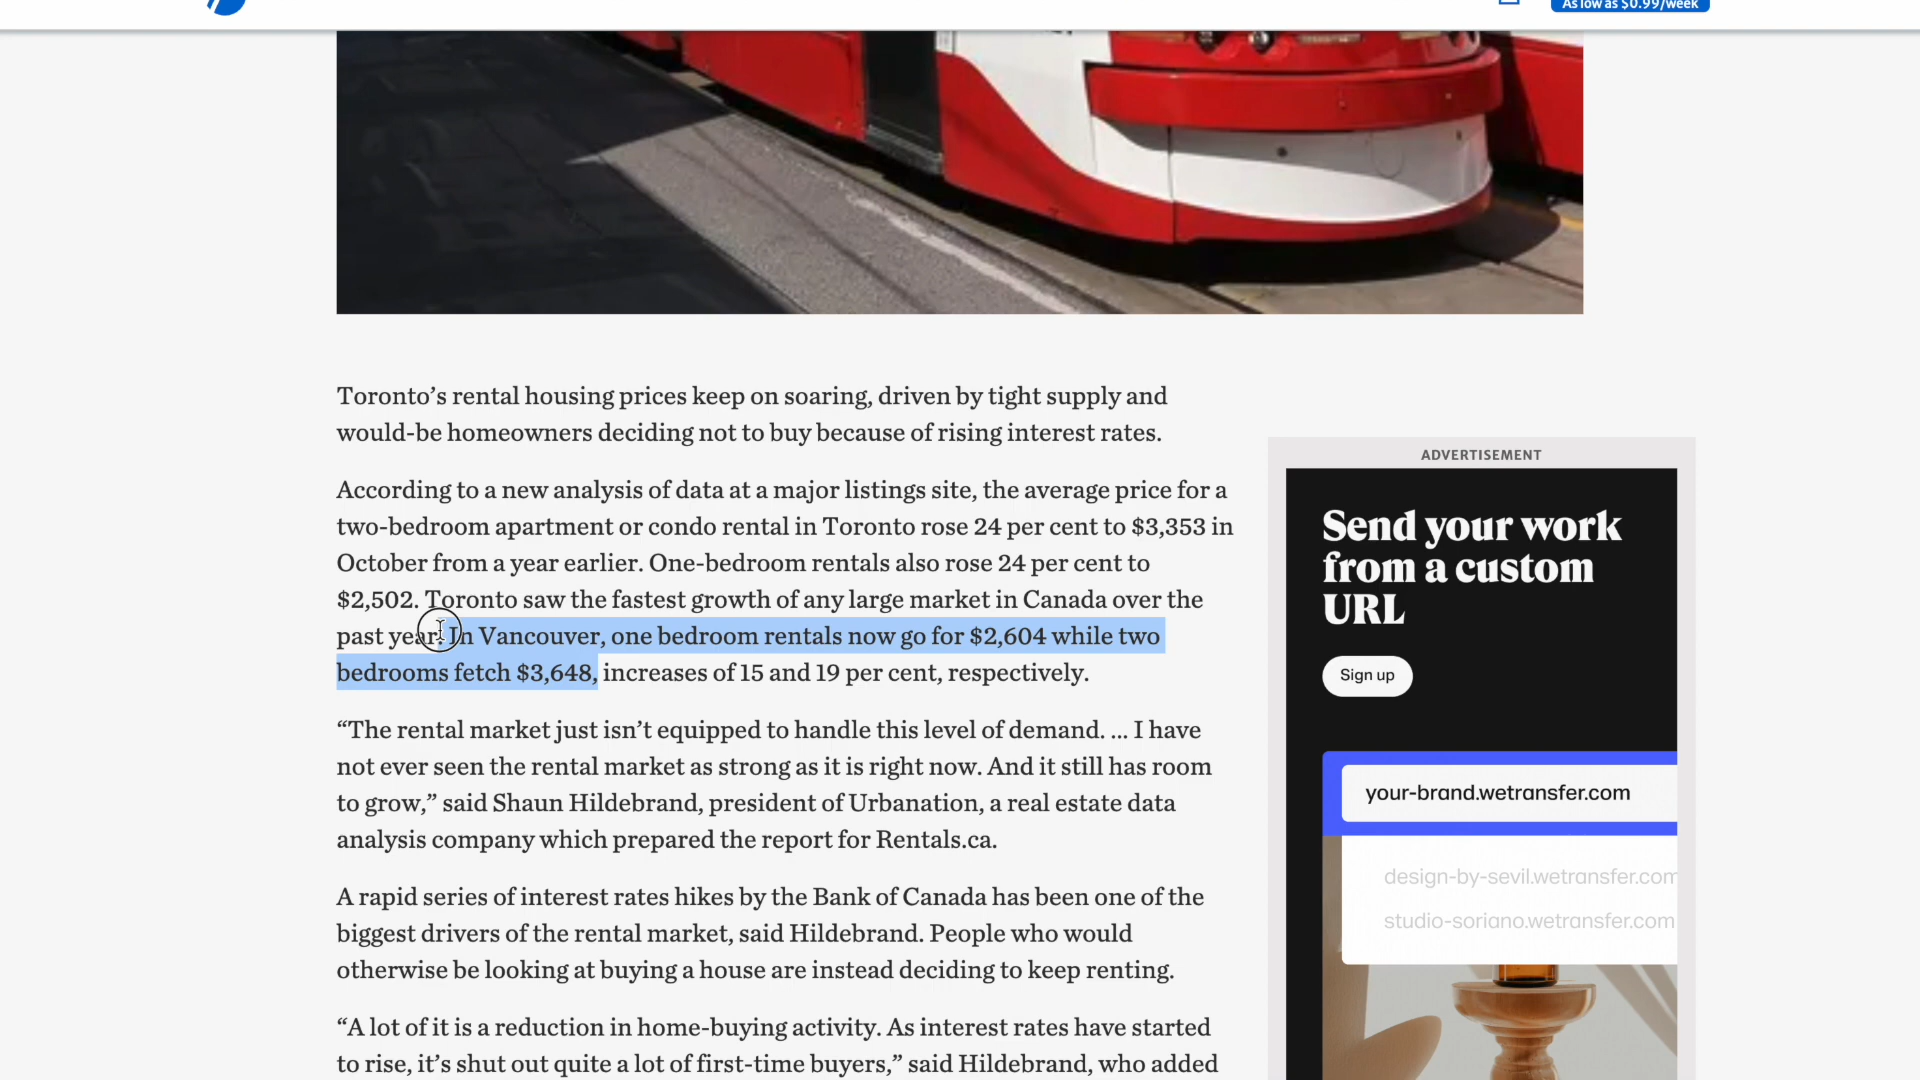 As low as $0.99/week
Toronto’s rental housing prices keep on soaring, driven by tight supply and
would-be homeowners deciding not to buy because of rising interest rates.
According to a new analysis of data at a major listings site, the average price for a
two-bedroom apartment or condo rental in Toronto rose 24 per cent to $3,353 in
October from a year earlier. One-bedroom rentals also rose 24 per cent to
$2,502. Toronto saw the fastest growth of any large market in Canada over the
past year. In Vancouver, one bedroom rentals now go for $2,604 while two
bedrooms fetch $3,648, increases of 15 and 19 per cent, respectively.
“The rental market just isn’t equipped to handle this level of demand. ... I have
not ever seen the rental market as strong as it is right now. And it still has room
to grow,” said Shaun Hildebrand, president of Urbanation, a real estate data
analysis company which prepared the report for Rentals.ca.
A rapid series of interest rates hikes by the Bank of Canada has been one of the
biggest drivers of the rental market, said Hildebrand. People who would
otherwise be looking at buying a house are instead deciding to keep renting.
“A lot of it is a reduction in home-buying activity. As interest rates have started
to rise, it’s shut out quite a lot of first-time buyers,” said Hildebrand, who added
ADVERTISEMENT
Send your work
from a custom
URL
Sign up
your-brand.wetransfer.com
design-by-sevil.wetransfer.com
studio-soriano.wetransfer.com